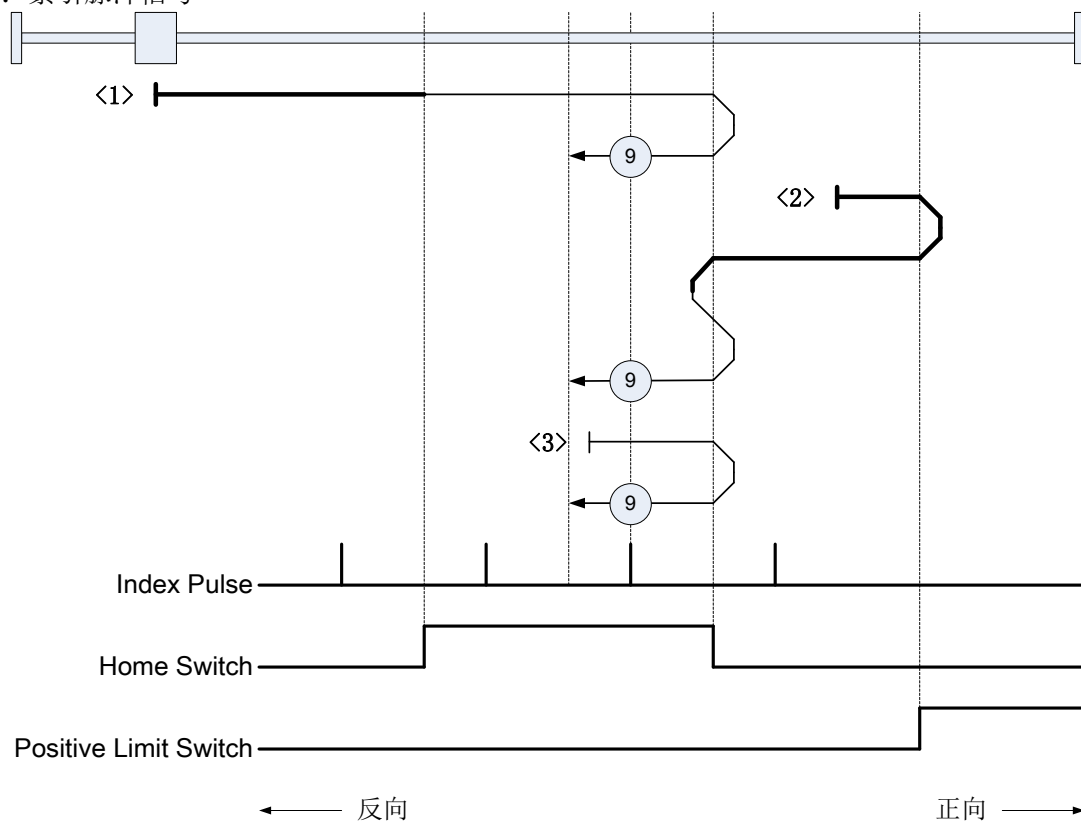 <1>
9
<2>
9
<3>
9
Index Pulse
Home Switch
Positive Limit Switch
反向
正向